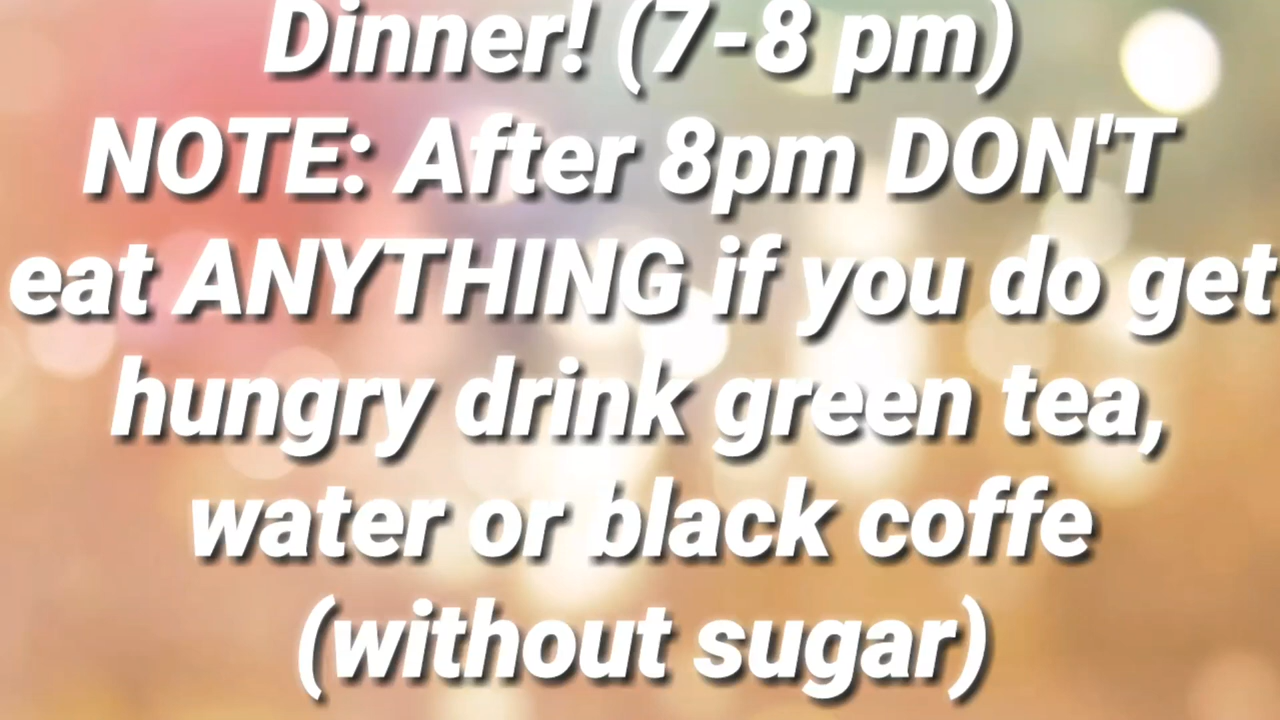 Dinner! (7-8 pm)
NOTE: After 8pm DON'T
eat ANYTHING if you do get
hungry drink green tea,
water or black coffe
(without sugar)